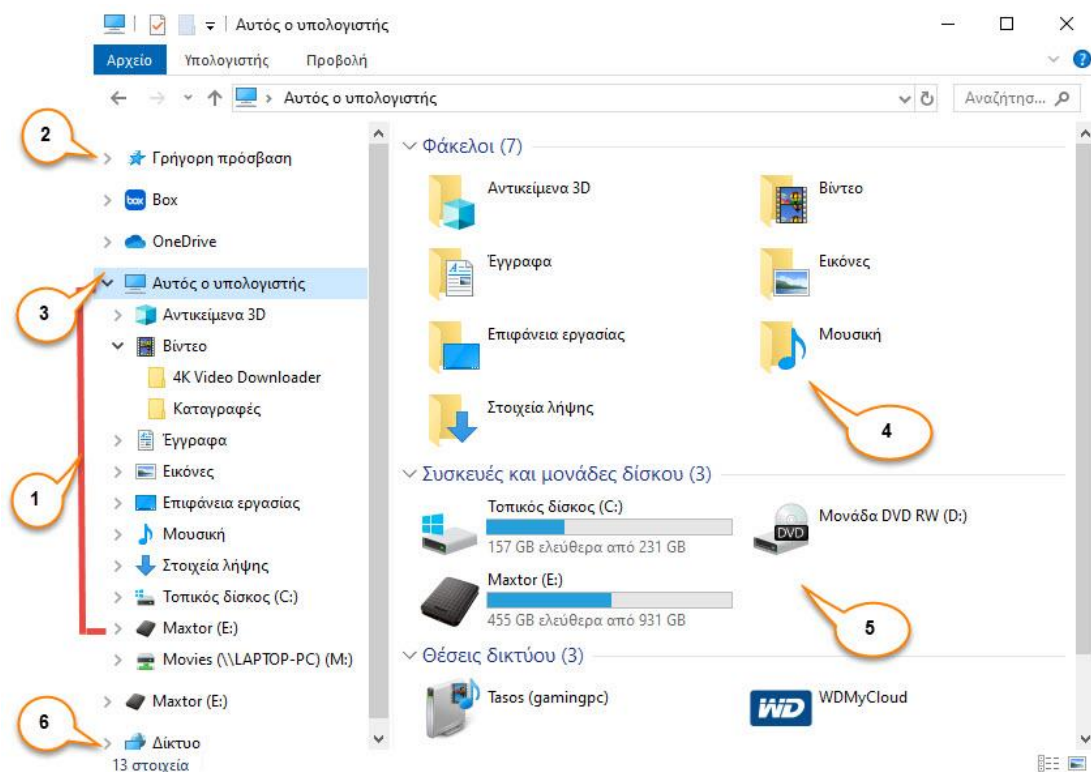 Αυτός ο υπολογιστής
Αρχείο Υπολογιστής Προβολή
Αυτός ο υπολογιστής Αναζήτησ...
2
Γρήγορη πρόσβαση
box Box
OneDrive
3
Αυτός ο υπολογιστής
Αντικείμενα 3D
Βίντεο
4K Video Downloader
Καταγραφές
Έγγραφα
Εικόνες
1
Επιφάνεια εργασίας
Μουσική
Στοιχεία λήψης
Τοπικός δίσκος (C:)
Maxtor (E:)
Movies (\\LAPTOP-PC) (M:)
Maxtor (E:)
6
Δίκτυο
13 στοιχεία
Φάκελοι (7)
Αντικείμενα 3D
Βίντεο
Έγγραφα
Εικόνες
Επιφάνεια εργασίας
Μουσική
Στοιχεία λήψης
4
Συσκευές και μονάδες δίσκου (3)
Τοπικός δίσκος (C:)
157 GB ελεύθερα από 231 GB
DVD
Μονάδα DVD RW (D:)
Maxtor (E:)
455 GB ελεύθερα από 931 GB
5
Θέσεις δικτύου (3)
Tasos (gamingpc)
WD
WDMyCloud